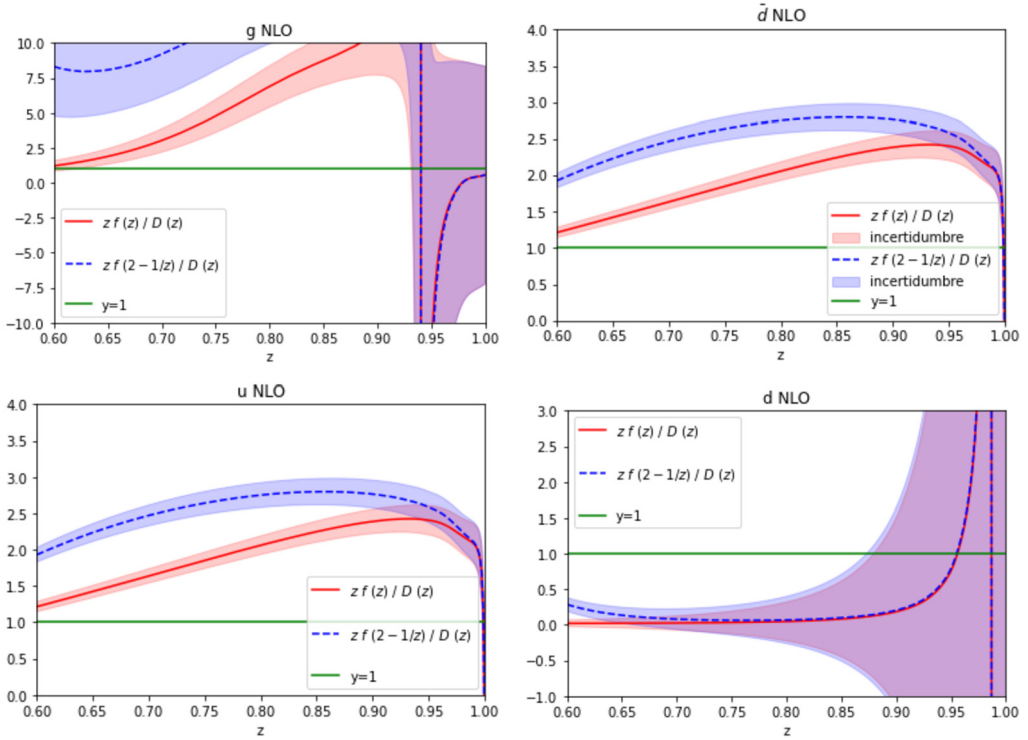 g NLO
10.0
7.5
5.0
2.5
0.0
−2.5
−5.0
−7.5
−10.0
z f (z) / D (z)
z f (2 − 1/z) / D (z)
y=1
0.60 0.65 0.70 0.75 0.80 0.85 0.90 0.95 1.00
z
d̄ NLO
4.0
3.5
3.0
2.5
2.0
1.5
1.0
0.5
0.0
z f (z) / D (z)
incertidumbre
z f (2 − 1/z) / D (z)
incertidumbre
y=1
0.60 0.65 0.70 0.75 0.80 0.85 0.90 0.95 1.00
z
u NLO
4.0
3.5
3.0
2.5
2.0
1.5
1.0
0.5
0.0
z f (z) / D (z)
z f (2 − 1/z) / D (z)
y=1
0.60 0.65 0.70 0.75 0.80 0.85 0.90 0.95 1.00
z
d NLO
3.0
2.5
2.0
1.5
1.0
0.5
0.0
−0.5
−1.0
z f (z) / D (z)
z f (2 − 1/z) / D (z)
y=1
0.60 0.65 0.70 0.75 0.80 0.85 0.90 0.95 1.00
z